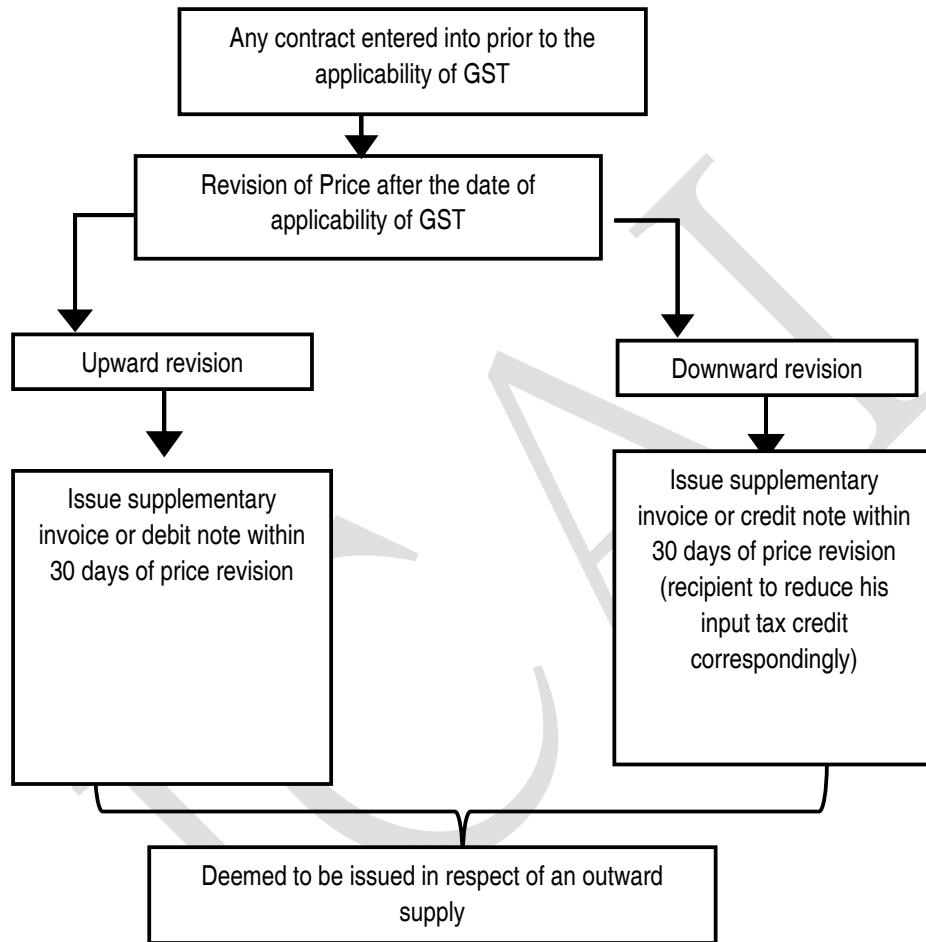 Any contract entered into prior to the
applicability of GST
Revision of Price after the date of
applicability of GST
Upward revision
Downward revision
Issue supplementary
invoice or debit note within
30 days of price revision
Issue supplementary
invoice or credit note within
30 days of price revision
(recipient to reduce his
input tax credit
correspondingly)
Deemed to be issued in respect of an outward
supply
ICAI